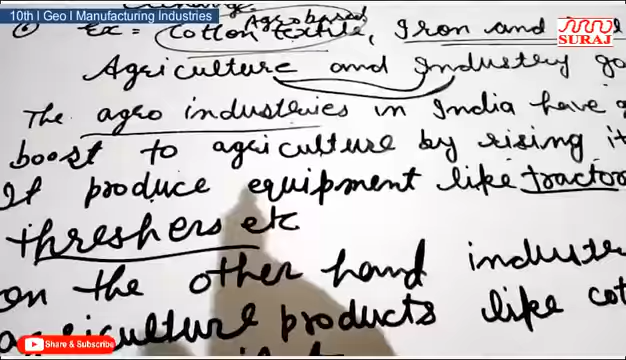 10th I Geo I Manufacturing Industries
Agro based
Ex = Cotton textile, Iron and
SURAJ
Agriculture and Industry go
The agro industries in India have
boost to agriculture by rising it
It produce equipment like tractor
threshers etc
on the other hand industr
agriculture products like cot
Share & Subscribe